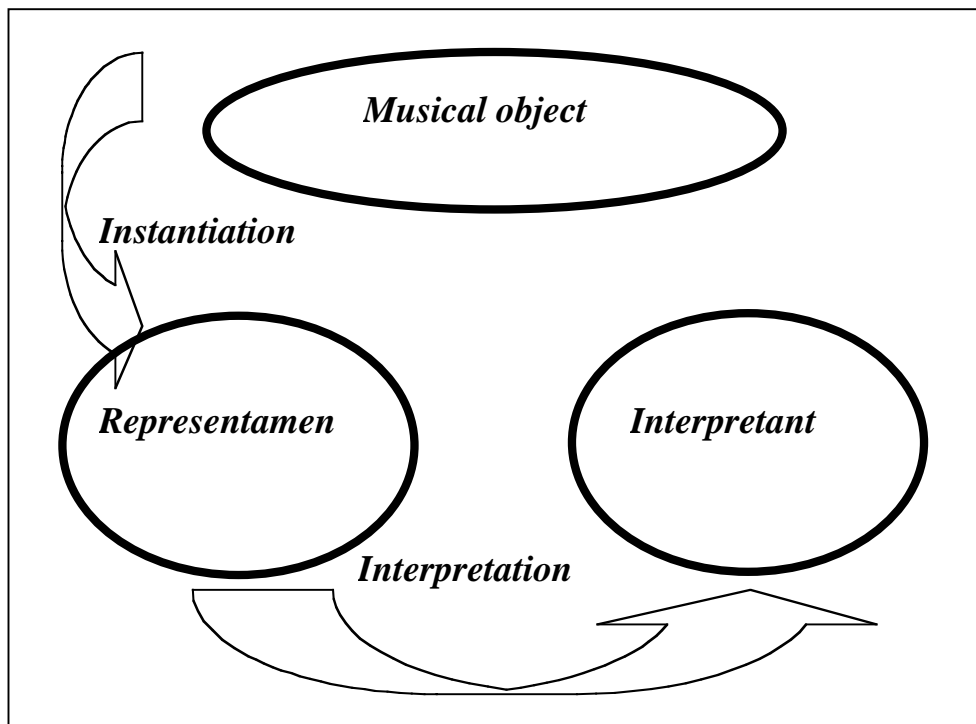 Musical object
Instantiation
Representamen
Interpretant
Interpretation